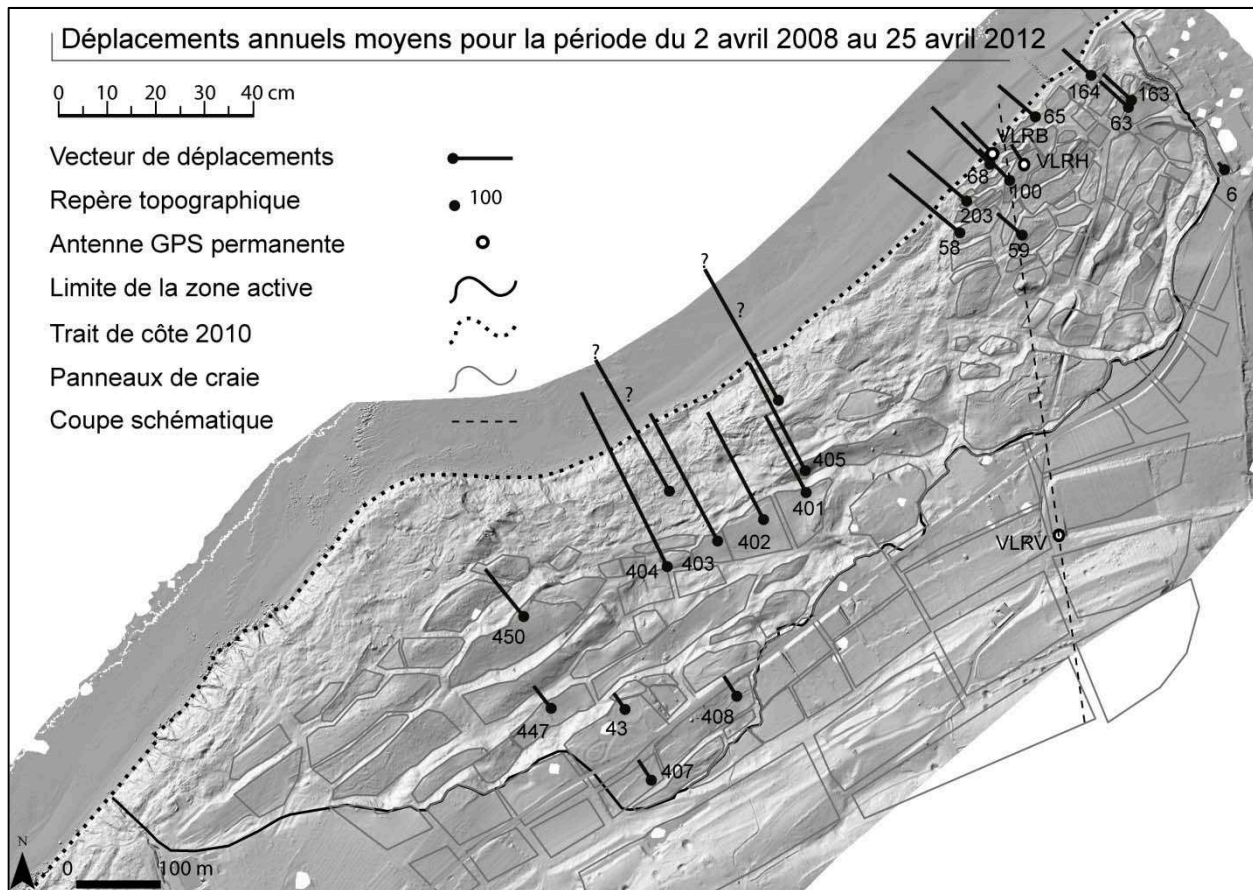 Déplacements annuels moyens pour la période du 2 avril 2008 au 25 avril 2012
0 10 20 30 40 cm
Vecteur de déplacements
Repère topographique
100
Antenne GPS permanente
Limite de la zone active
Trait de côte 2010
Panneaux de craie
Coupe schématique
164
163
63
65
VLRB
VLRH
68
100
6
203
58
59
?
?
?
?
405
401
402
403
404
VLRV
450
447
43
408
407
N
0 100 m